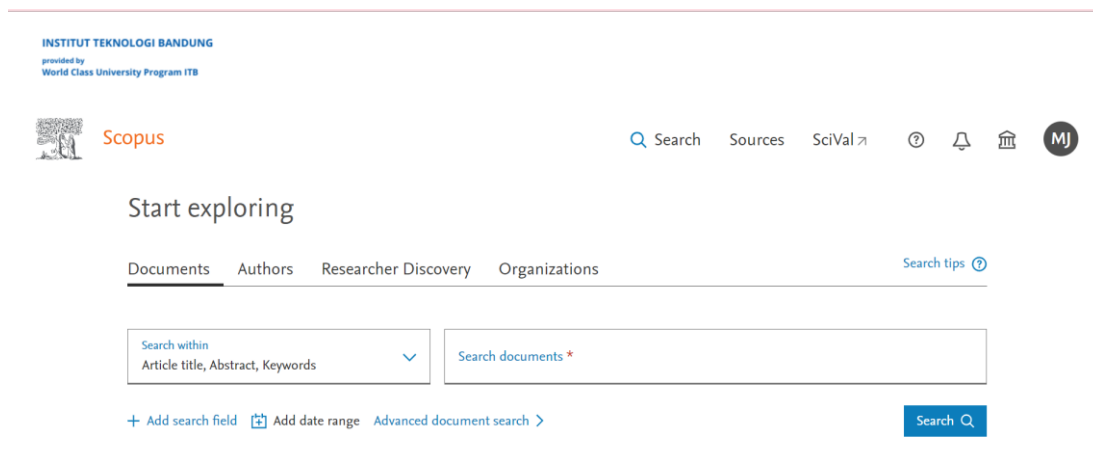 INSTITUT TEKNOLOGI BANDUNG
provided by
World Class University Program ITB
Scopus
Search Sources SciVal MJ
Start exploring
Documents Authors Researcher Discovery Organizations Search tips
Search within
Article title, Abstract, Keywords
Search documents *
+ Add search field Add date range Advanced document search >
Search